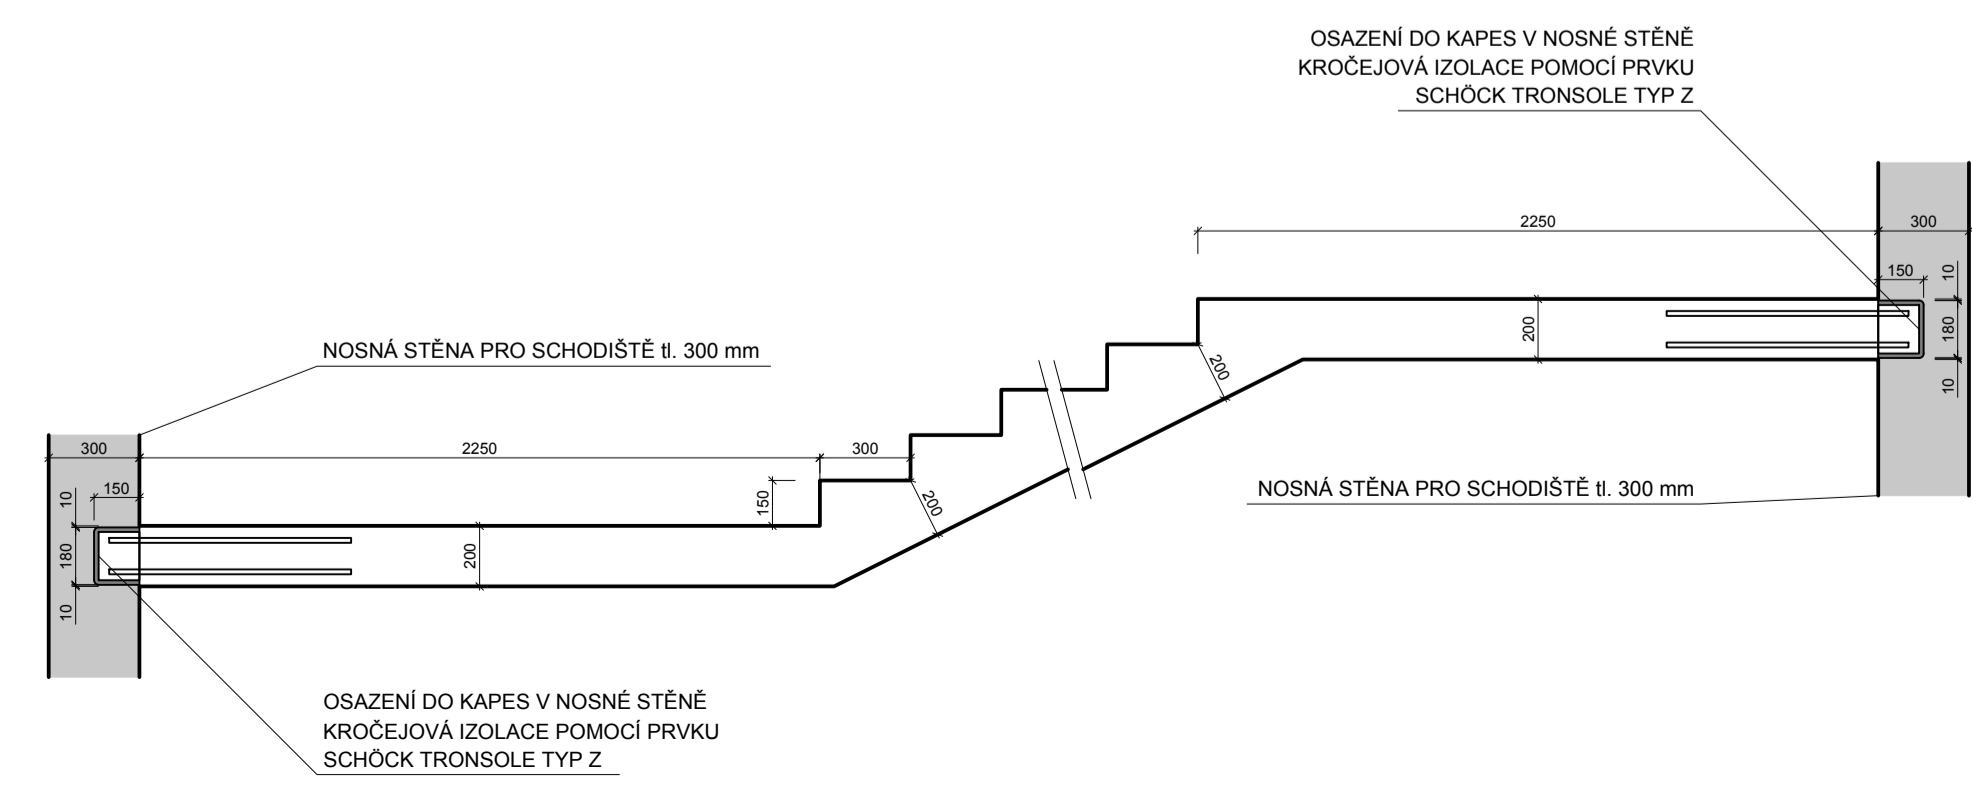 OSAZENÍ DO KAPES V NOSNÉ STĚNĚ
KROČEJOVÁ IZOLACE POMOCÍ PRVKU
SCHÖCK TRONSOLE TYP Z
2250
300
150
10
180
10
200
200
NOSNÁ STĚNA PRO SCHODIŠTĚ tl. 300 mm
300
2250
300
150
10
180
10
150
200
200
NOSNÁ STĚNA PRO SCHODIŠTĚ tl. 300 mm
OSAZENÍ DO KAPES V NOSNÉ STĚNĚ
KROČEJOVÁ IZOLACE POMOCÍ PRVKU
SCHÖCK TRONSOLE TYP Z